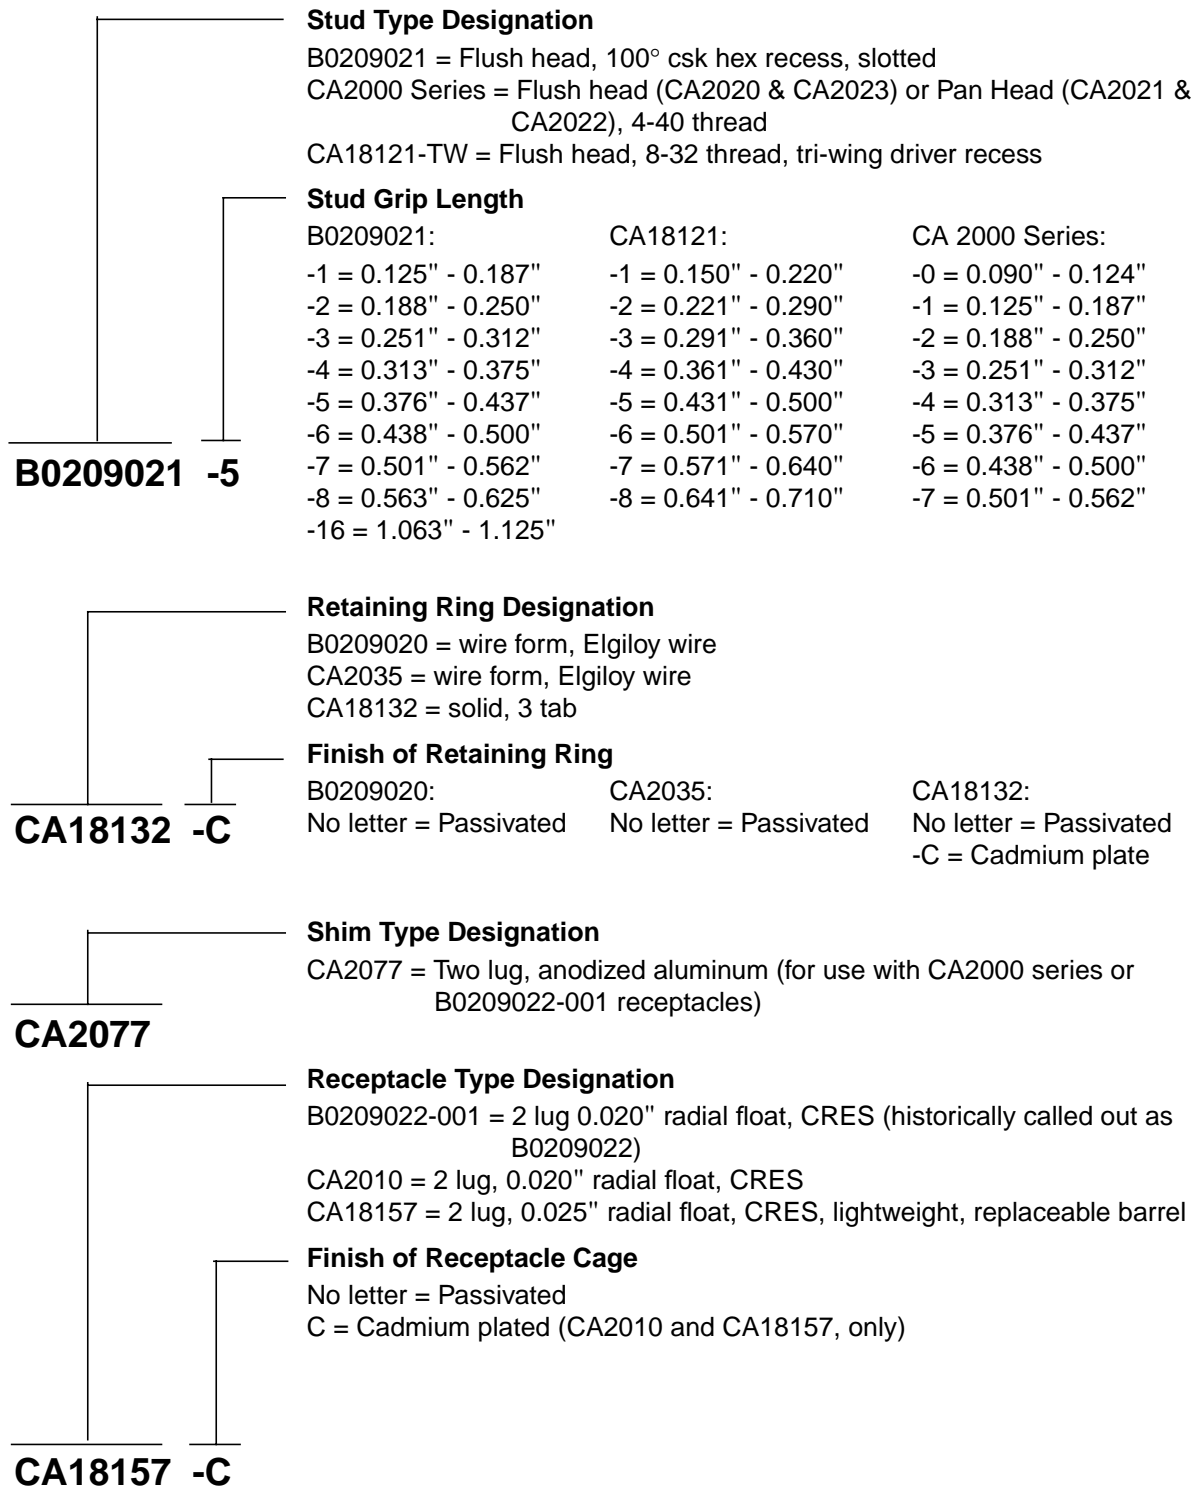 Stud Type Designation
B0209021 = Flush head, 100° csk hex recess, slotted
CA2000 Series = Flush head (CA2020 & CA2023) or Pan Head (CA2021 &
CA2022), 4-40 thread
CA18121-TW = Flush head, 8-32 thread, tri-wing driver recess
Stud Grip Length
B0209021: CA18121: CA 2000 Series:
-1 = 0.125" - 0.187" -1 = 0.150" - 0.220" -0 = 0.090" - 0.124"
-2 = 0.188" - 0.250" -2 = 0.221" - 0.290" -1 = 0.125" - 0.187"
-3 = 0.251" - 0.312" -3 = 0.291" - 0.360" -2 = 0.188" - 0.250"
-4 = 0.313" - 0.375" -4 = 0.361" - 0.430" -3 = 0.251" - 0.312"
-5 = 0.376" - 0.437" -5 = 0.431" - 0.500" -4 = 0.313" - 0.375"
-6 = 0.438" - 0.500" -6 = 0.501" - 0.570" -5 = 0.376" - 0.437"
-7 = 0.501" - 0.562" -7 = 0.571" - 0.640" -6 = 0.438" - 0.500"
-8 = 0.563" - 0.625" -8 = 0.641" - 0.710" -7 = 0.501" - 0.562"
-16 = 1.063" - 1.125"
B0209021 -5
Retaining Ring Designation
B0209020 = wire form, Elgiloy wire
CA2035 = wire form, Elgiloy wire
CA18132 = solid, 3 tab
Finish of Retaining Ring
B0209020: CA2035: CA18132:
No letter = Passivated No letter = Passivated No letter = Passivated
-C = Cadmium plate
CA18132 -C
Shim Type Designation
CA2077 = Two lug, anodized aluminum (for use with CA2000 series or
B0209022-001 receptacles)
CA2077
Receptacle Type Designation
B0209022-001 = 2 lug 0.020" radial float, CRES (historically called out as
B0209022)
CA2010 = 2 lug, 0.020" radial float, CRES
CA18157 = 2 lug, 0.025" radial float, CRES, lightweight, replaceable barrel
Finish of Receptacle Cage
No letter = Passivated
C = Cadmium plated (CA2010 and CA18157, only)
CA18157 -C